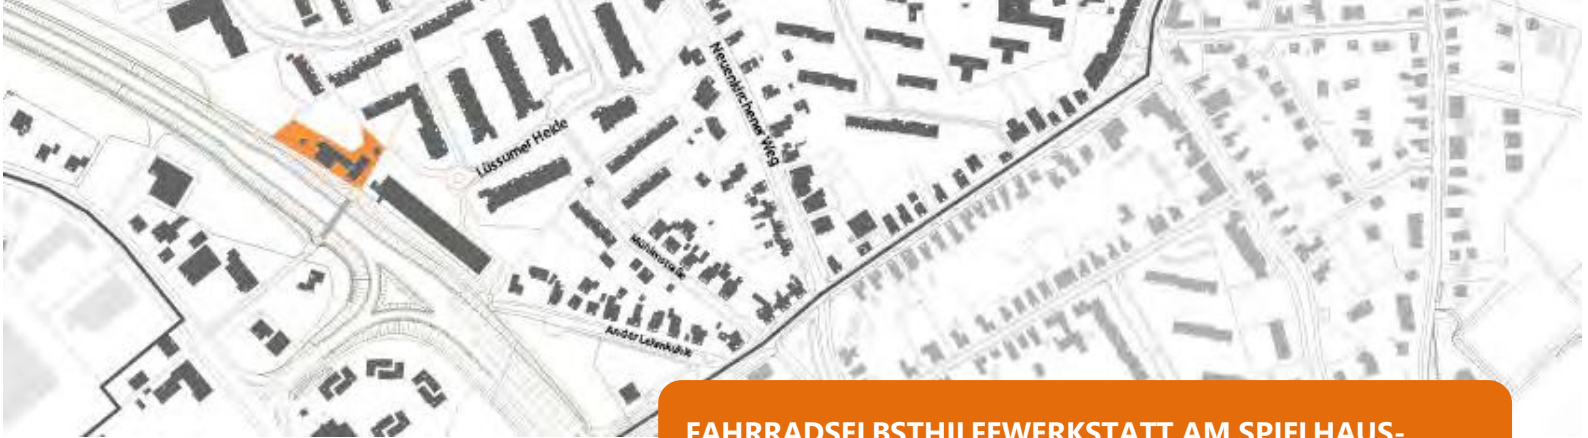 Neuenkirchener Weg
Lüssumer Heide
Mühlenstraße
An der Lehmkuhle
FAHRRADSELBSTHILFEWERKSTATT AM SPIELHAUS-